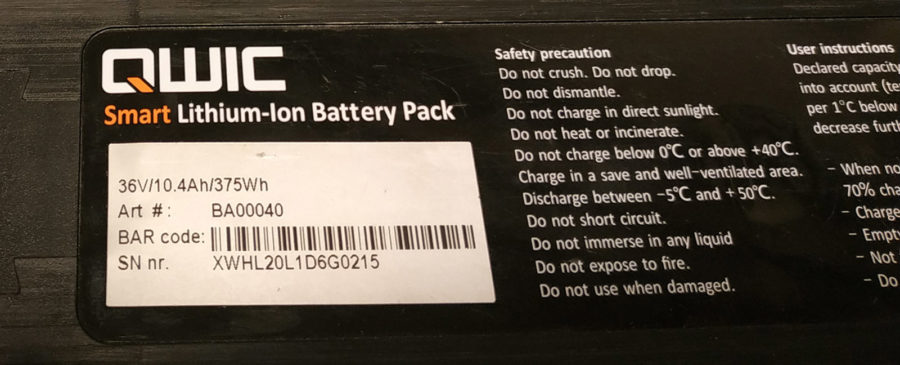 QWIC
Smart Lithium-Ion Battery Pack
36V/10.4Ah/375Wh
Art #: BA00040
BAR code:
SN nr. XWHL20L1D6G0215
Safety precaution
Do not crush. Do not drop.
Do not dismantle.
Do not charge in direct sunlight.
Do not heat or incinerate.
Do not charge below 0°C or above +40°C.
Charge in a save and well-ventilated area.
Discharge between -5°C and +50°C.
Do not short circuit.
Do not immerse in any liquid
Do not expose to fire.
Do not use when damaged.
User instructions
Declared capacity
into account (te
per 1°C below
decrease furth
- When no
70% cha
- Charge
- Empt
- Not
- Do